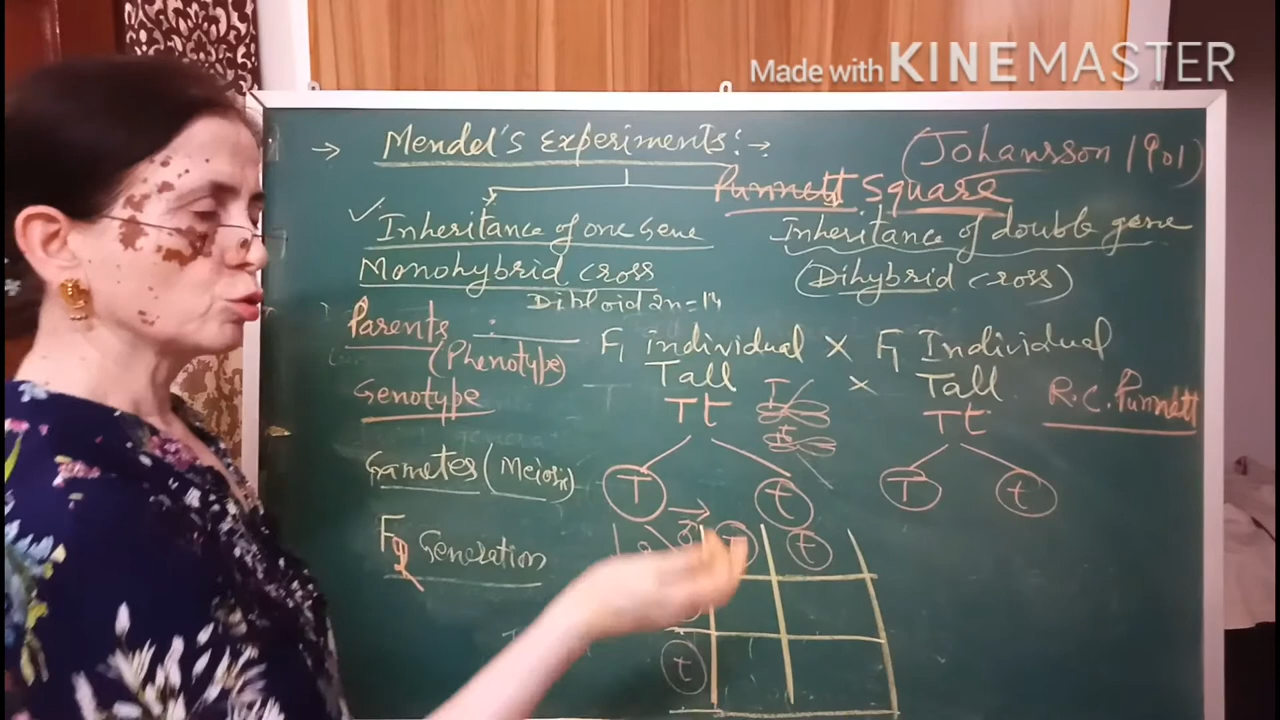 Made with KINEMASTER
→ Mendel's Experiments :→
(Johansson 1901)
Punnett Square
✓ Inheritance of one Gene
Inheritance of double gene
Monohybrid cross
(Dihybrid cross)
Diploid 2n=14
Parents
(Phenotype)
F1 individual × F1 Individual
Tall × Tall
R.C. Punnett
Genotype
Tt Tt
Gametes (Meiosis)
T t T t
F2 Generation
♀ ♂ T t
t